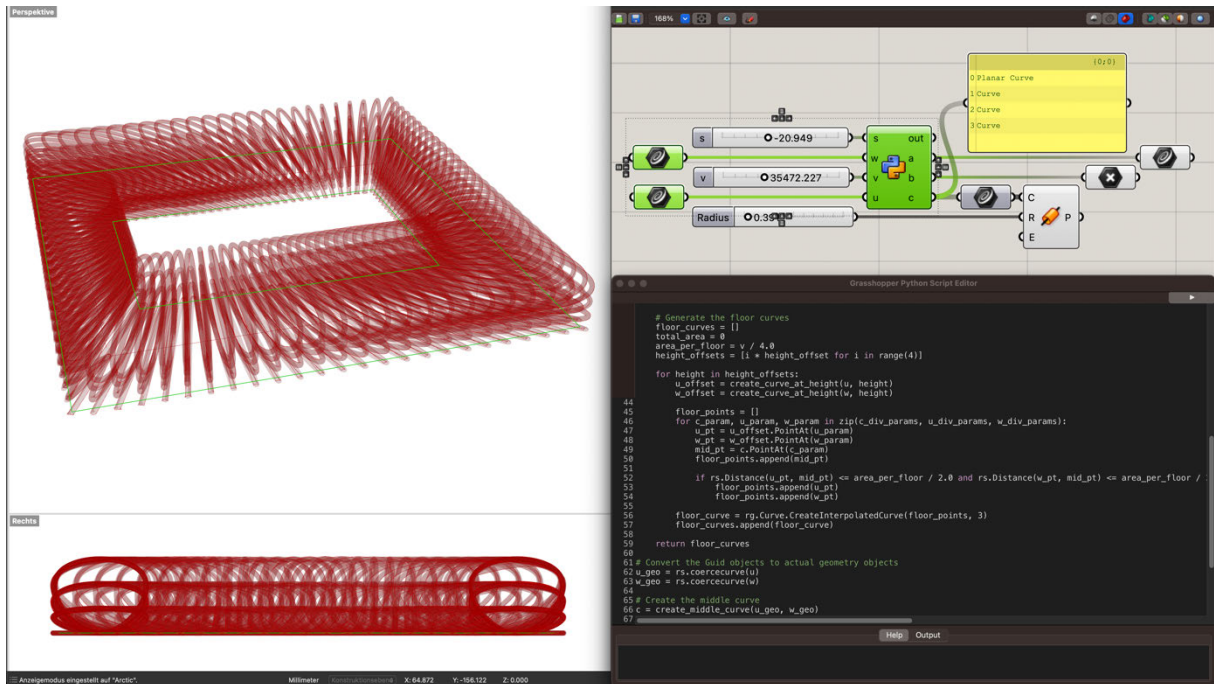 Perspektive
Rechts
Anzeigemodus eingestellt auf "Arctic".
Millimeter
Konstruktionsebene
X: 64.872
Y: -156.122
Z: 0.000
168%
{0;0}
0 Planar Curve
1 Curve
2 Curve
3 Curve
s
-20.949
v
35472.227
Radius
s
w
v
u
out
a
b
c
C
R
E
P
Grasshopper Python Script Editor
# Generate the floor curves
floor_curves = []
total_area = 0
area_per_floor = v / 4.0
height_offsets = [i * height_offset for i in range(4)]
for height in height_offsets:
u_offset = create_curve_at_height(u, height)
w_offset = create_curve_at_height(w, height)
44
45 floor_points = []
46 for c_param, u_param, w_param in zip(c_div_params, u_div_params, w_div_params):
47 u_pt = u_offset.PointAt(u_param)
48 w_pt = w_offset.PointAt(w_param)
49 mid_pt = c.PointAt(c_param)
50 floor_points.append(mid_pt)
51
52 if rs.Distance(u_pt, mid_pt) <= area_per_floor / 2.0 and rs.Distance(w_pt, mid_pt) <= area_per_floor /
53 floor_points.append(u_pt)
54 floor_points.append(w_pt)
55
56 floor_curve = rg.Curve.CreateInterpolatedCurve(floor_points, 3)
57 floor_curves.append(floor_curve)
58
59 return floor_curves
60
61 # Convert the Guid objects to actual geometry objects
62 u_geo = rs.coercecurve(u)
63 w_geo = rs.coercecurve(w)
64
65 # Create the middle curve
66 c = create_middle_curve(u_geo, w_geo)
67
Help
Output